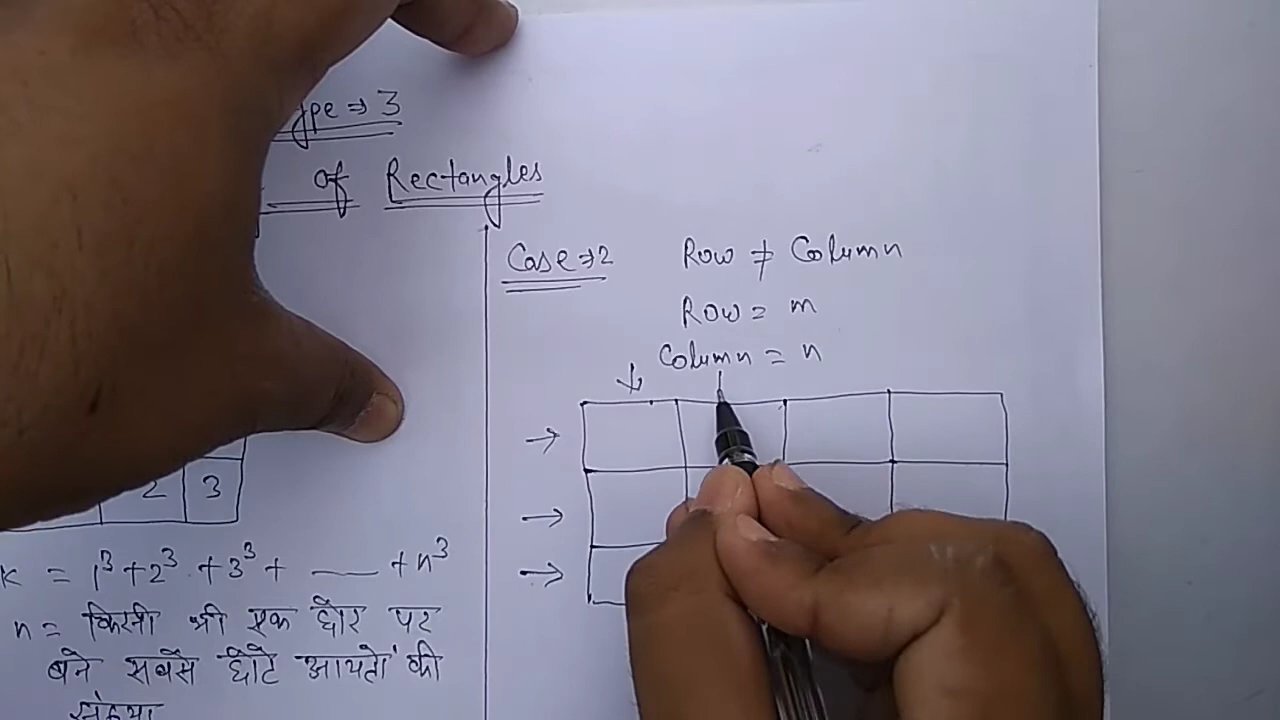 ype ⇒ 3
of Rectangles
2 3
= 1³ + 2³ + 3³ + ___ + n³
n = किसी भी एक छोर पर
बने सबसे छोटे आयतों की
संख्या
Case ⇒ 2 Row ≠ Column
Row = m
Column = n